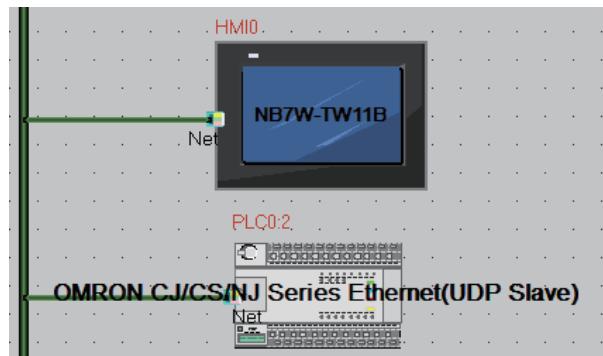 HMI0
NB7W-TW11B
Net
PLC0:2
OMRON CJ/CS/NJ Series Ethernet(UDP Slave)
Net